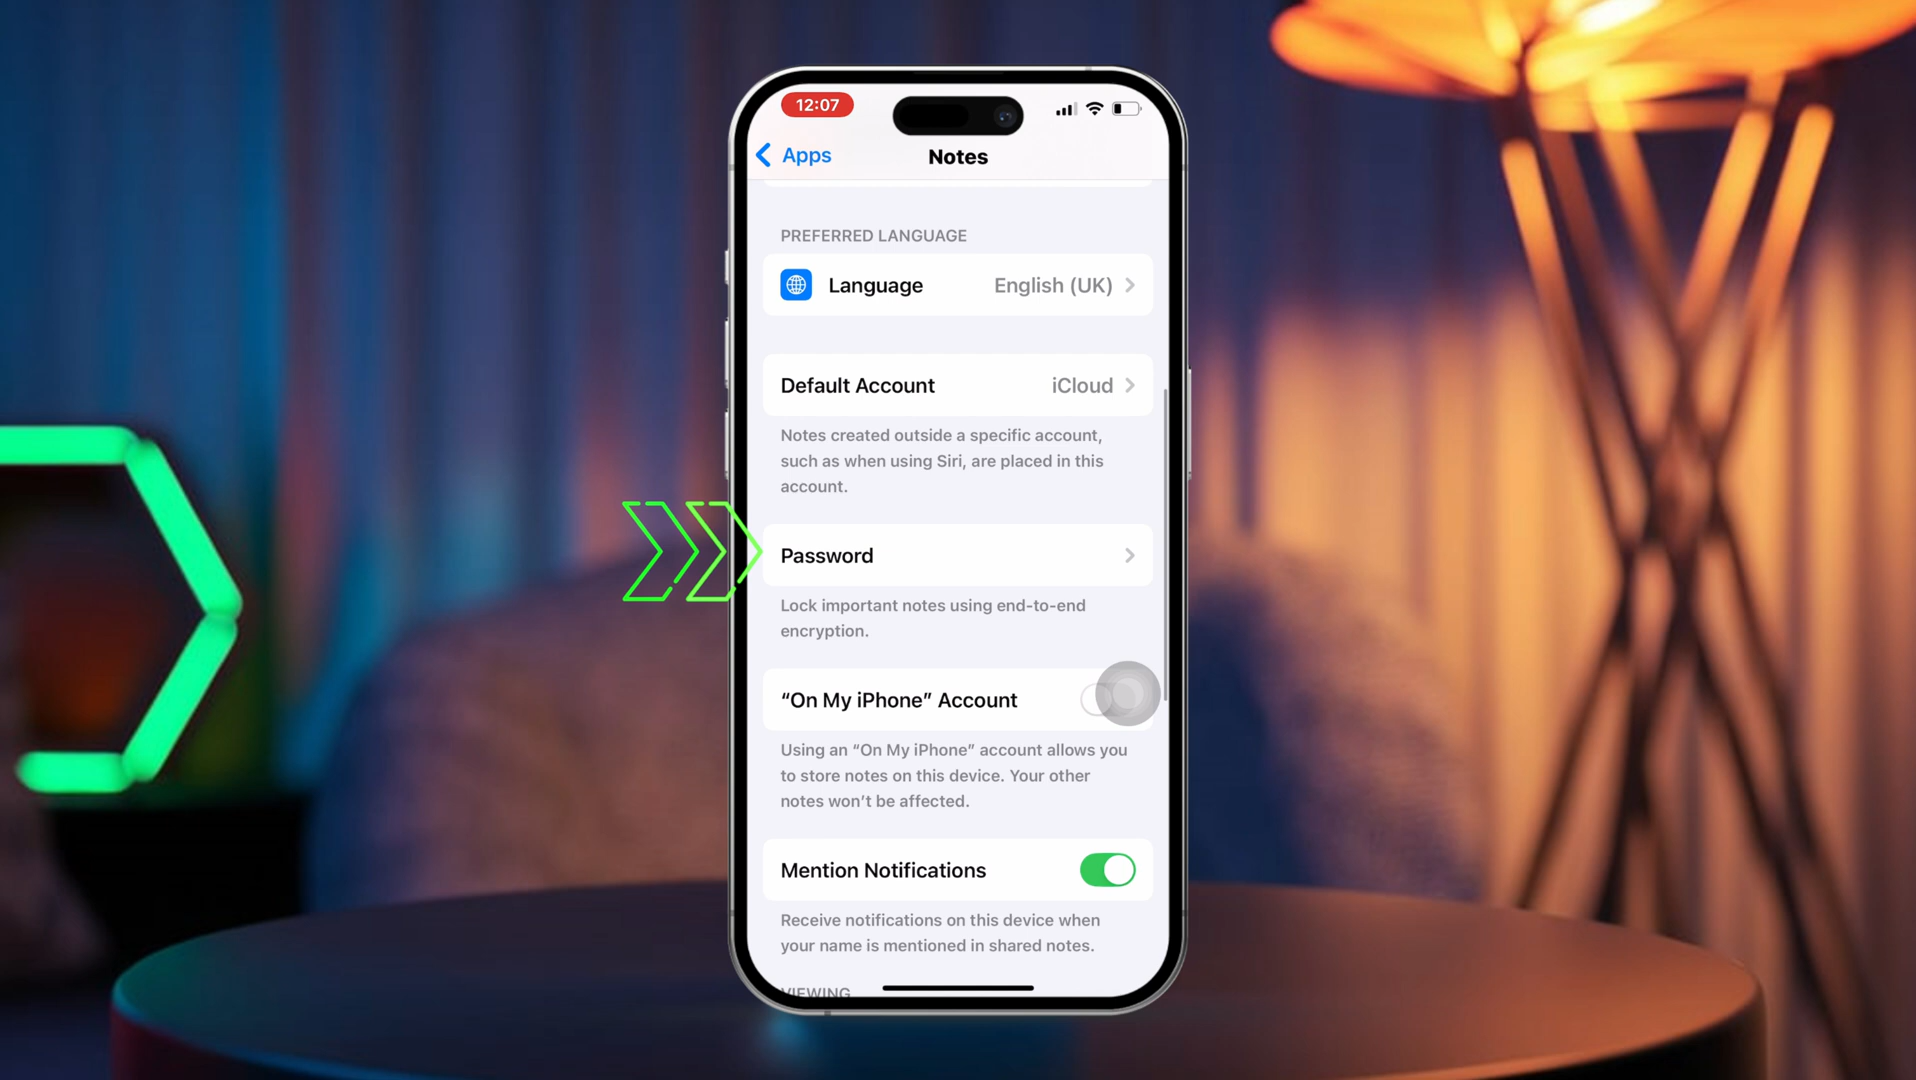 12:07
Apps
Notes
PREFERRED LANGUAGE
Language
English (UK)
Default Account
iCloud
Notes created outside a specific account,
such as when using Siri, are placed in this
account.
Password
Lock important notes using end-to-end
encryption.
“On My iPhone” Account
Using an “On My iPhone” account allows you
to store notes on this device. Your other
notes won’t be affected.
Mention Notifications
Receive notifications on this device when
your name is mentioned in shared notes.
VIEWING